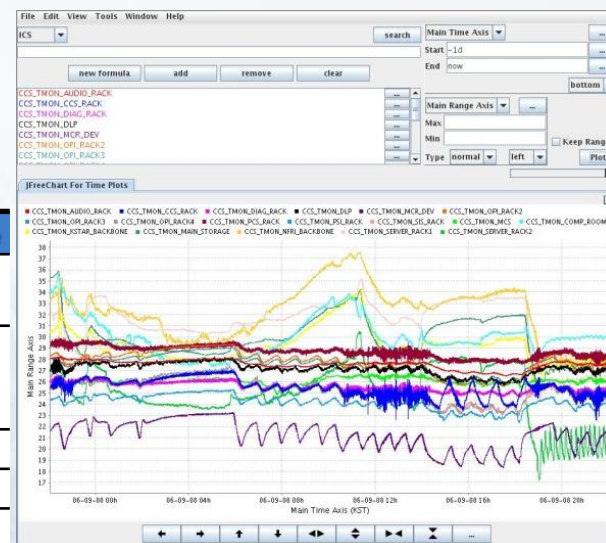 File Edit View Tools Window Help
ICS
search
new formula
add
remove
clear
CCS_TMON_AUDIO_RACK
CCS_TMON_CCS_RACK
CCS_TMON_DIAG_RACK
CCS_TMON_DLP
CCS_TMON_MCR_DEV
CCS_TMON_OPI_RACK2
CCS_TMON_OPI_RACK3
Main Time Axis
...
Start -1d
...
End now
...
bottom
Main Range Axis
...
Max
Min
Keep Rang
Type normal left Plot
JFreeChart For Time Plots
CCS_TMON_AUDIO_RACK CCS_TMON_CCS_RACK CCS_TMON_DIAG_RACK CCS_TMON_DLP CCS_TMON_MCR_DEV CCS_TMON_OPI_RACK2
CCS_TMON_OPI_RACK3 CCS_TMON_OPI_RACK4 CCS_TMON_PCS_RACK CCS_TMON_PSI_RACK CCS_TMON_SIS_RACK CCS_TMON_MCS CCS_TMON_COMP_ROOM
CCS_TMON_KSTAR_BACKBONE CCS_TMON_MAIN_STORAGE CCS_TMON_NFRI_BACKBONE CCS_TMON_SERVER_RACK1 CCS_TMON_SERVER_RACK2
38
37
36
35
34
33
32
31
30
29
28
27
26
25
24
23
22
21
20
19
18
17
Main Range Axis
06-09-08 00h 06-09-08 04h 06-09-08 08h 06-09-08 12h 06-09-08 16h 06-09-08 20h
Main Time Axis (KST)
...